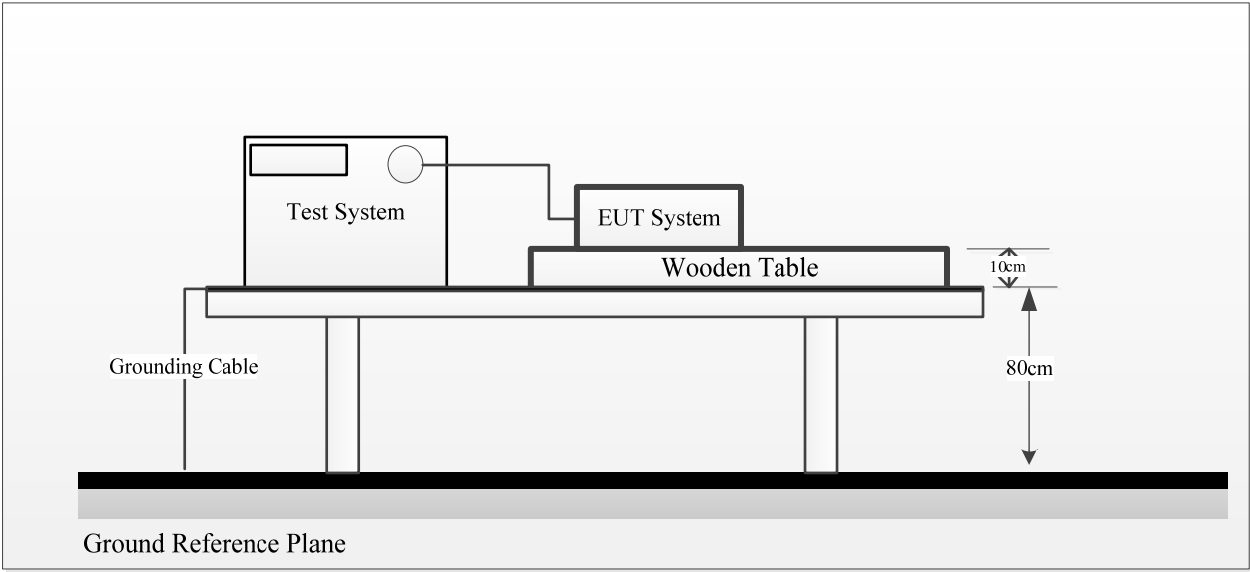 Test System
EUT System
Wooden Table
10cm
Grounding Cable
80cm
Ground Reference Plane